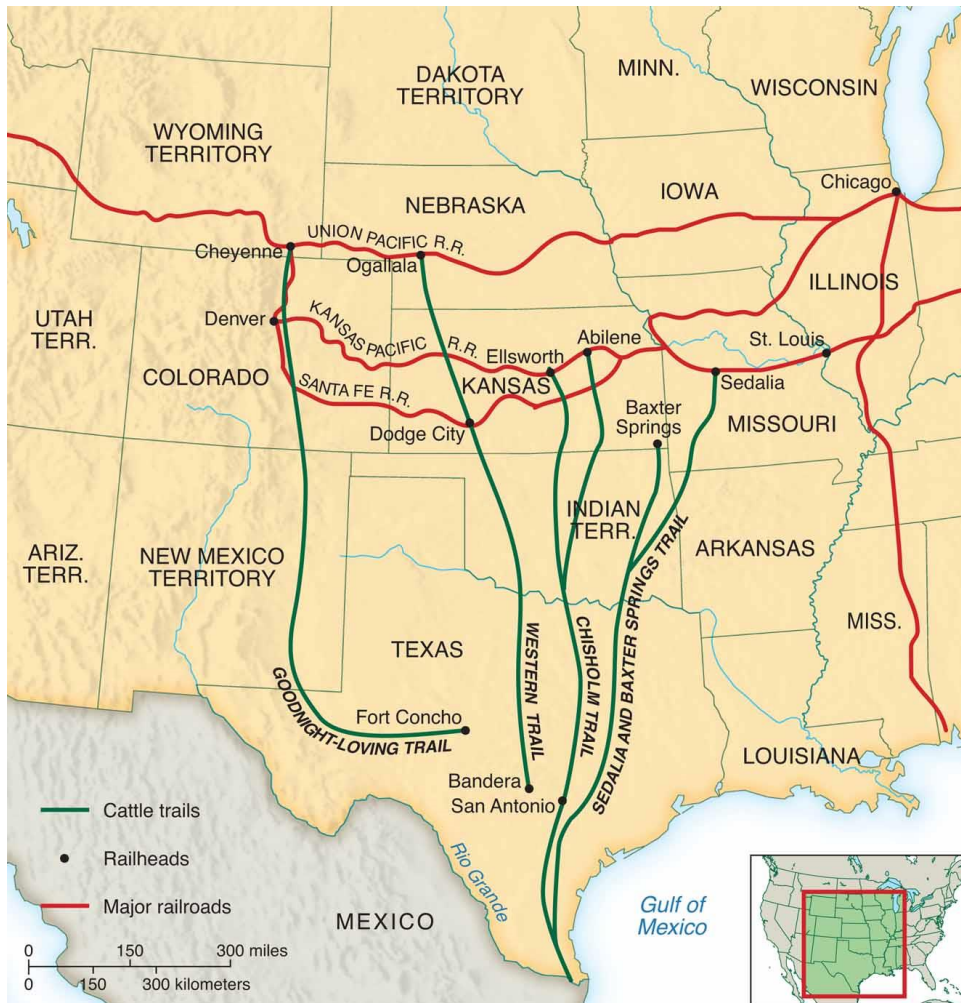 DAKOTA
TERRITORY
MINN.
WISCONSIN
WYOMING
TERRITORY
IOWA
Chicago
NEBRASKA
Cheyenne
UNION PACIFIC R.R.
Ogallala
ILLINOIS
UTAH
TERR.
Denver
KANSAS PACIFIC R.R.
Abilene
St. Louis
Ellsworth
COLORADO
SANTA FE R.R.
KANSAS
Sedalia
Dodge City
Baxter
Springs
MISSOURI
INDIAN
TERR.
ARIZ.
TERR.
NEW MEXICO
TERRITORY
ARKANSAS
MISS.
TEXAS
WESTERN TRAIL
CHISHOLM TRAIL
SEDALIA AND BAXTER SPRINGS TRAIL
GOODNIGHT-LOVING TRAIL
Fort Concho
LOUISIANA
Bandera
San Antonio
Cattle trails
Railheads
Major railroads
Rio Grande
MEXICO
Gulf of
Mexico
0 150 300 miles
0 150 300 kilometers